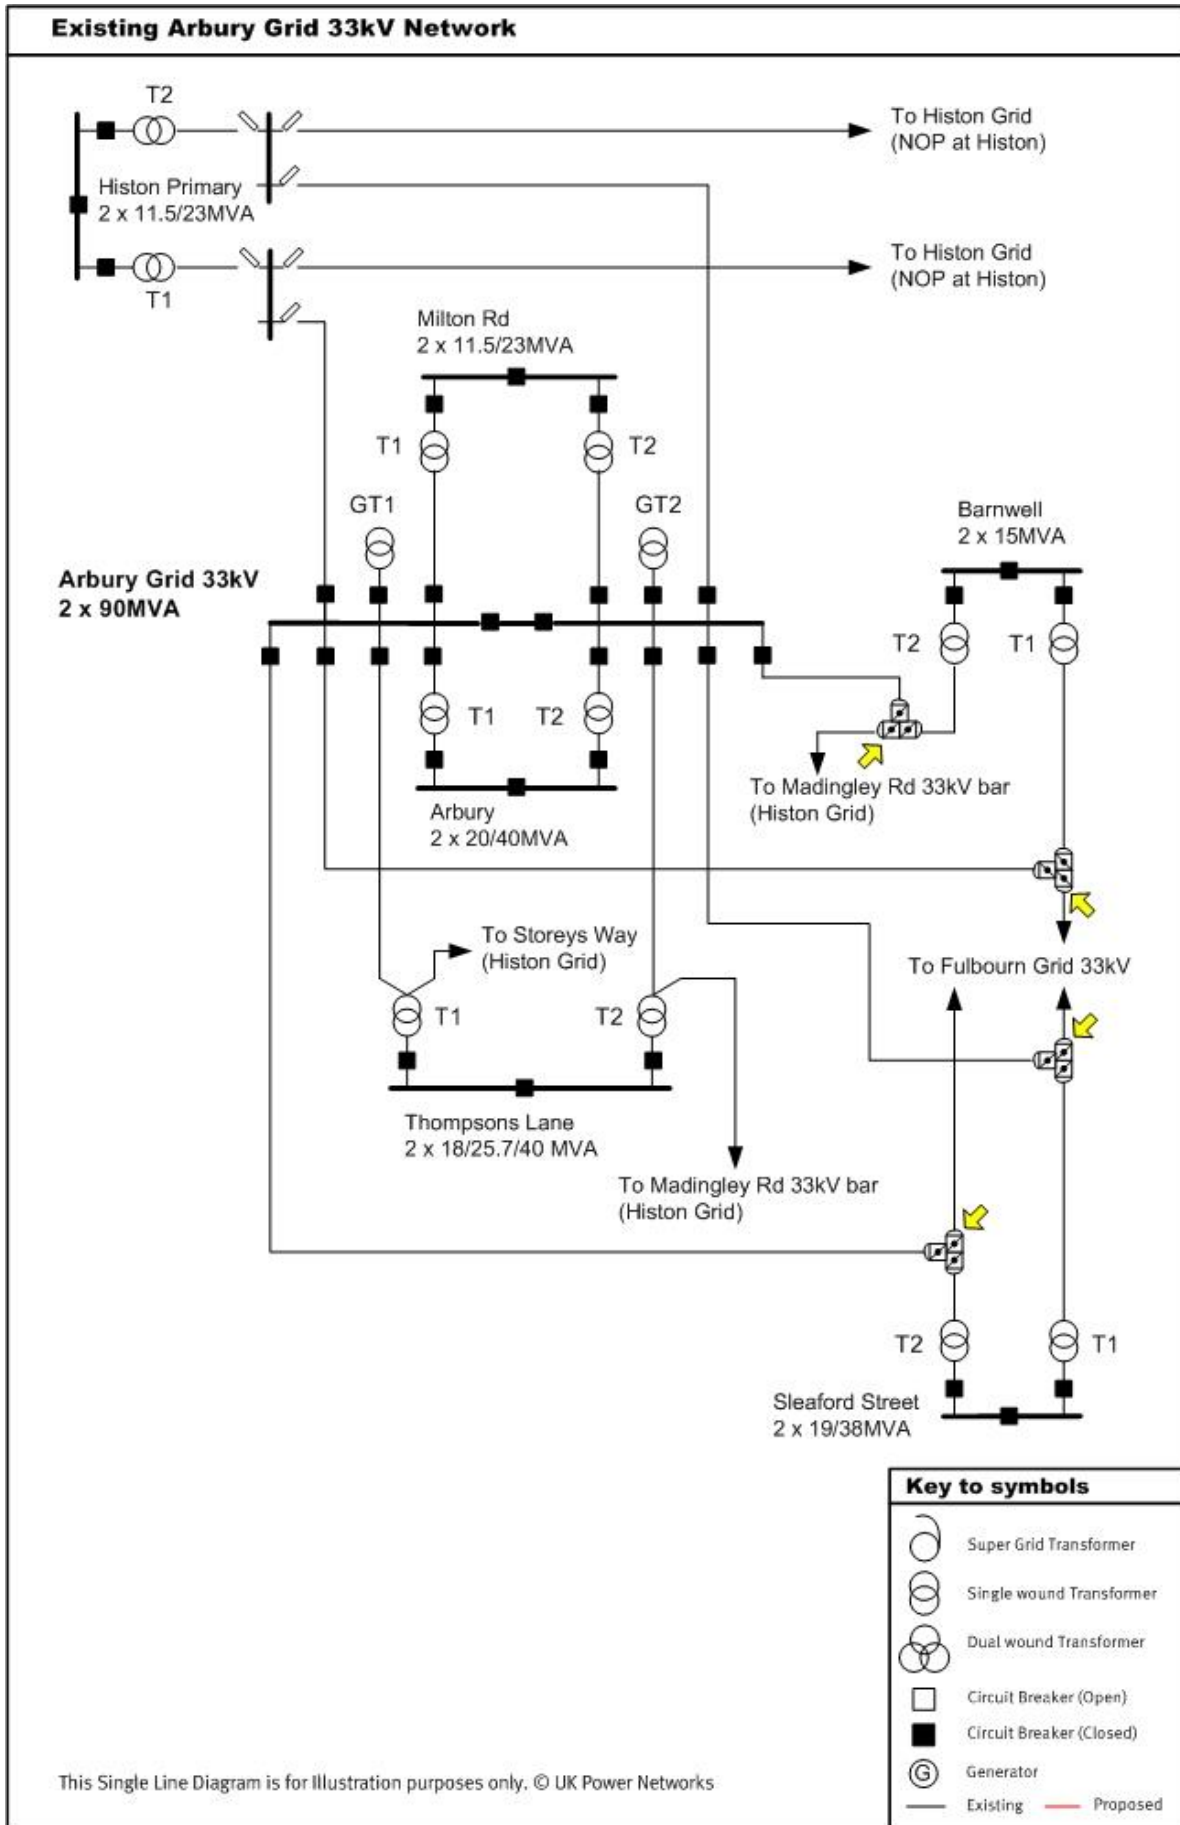 Existing Arbury Grid 33kV Network
T2
To Histon Grid
(NOP at Histon)
Histon Primary
2 x 11.5/23MVA
To Histon Grid
(NOP at Histon)
T1
Milton Rd
2 x 11.5/23MVA
T1
T2
GT1
GT2
Barnwell
2 x 15MVA
Arbury Grid 33kV
2 x 90MVA
T2
T1
T1
T2
To Madingley Rd 33kV bar
(Histon Grid)
Arbury
2 x 20/40MVA
To Storeys Way
(Histon Grid)
To Fulbourn Grid 33kV
T1
T2
Thompsons Lane
2 x 18/25.7/40 MVA
To Madingley Rd 33kV bar
(Histon Grid)
T2
T1
Sleaford Street
2 x 19/38MVA
Key to symbols
Super Grid Transformer
Single wound Transformer
Dual wound Transformer
Circuit Breaker (Open)
Circuit Breaker (Closed)
G
Generator
Existing
Proposed
This Single Line Diagram is for Illustration purposes only. © UK Power Networks